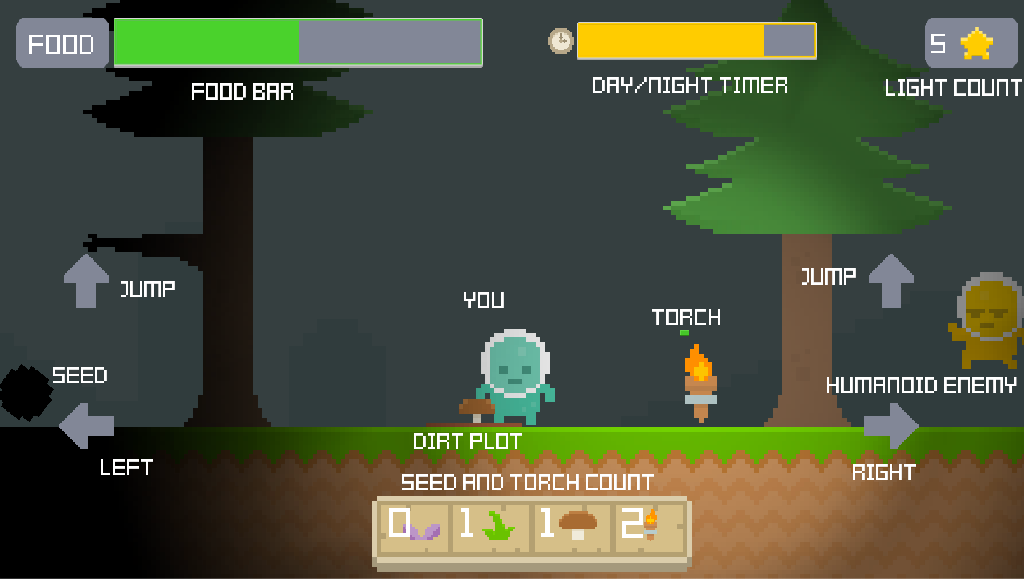 FOOD
5
FOOD BAR
DAY/NIGHT TIMER
LIGHT COUNT
JUMP
JUMP
YOU
TORCH
SEED
HUMANOID ENEMY
DIRT PLOT
LEFT
RIGHT
SEED AND TORCH COUNT
0 1 1 2